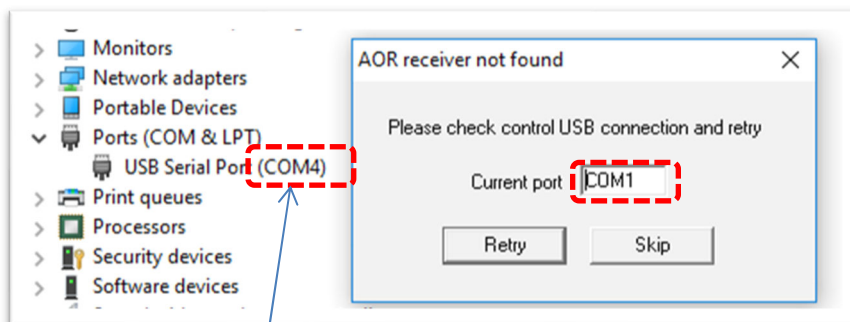 Monitors
Network adapters
Portable Devices
Ports (COM & LPT)
USB Serial Port (COM4)
Print queues
Processors
Security devices
Software devices
AOR receiver not found
Please check control USB connection and retry
Current port COM1
Retry Skip